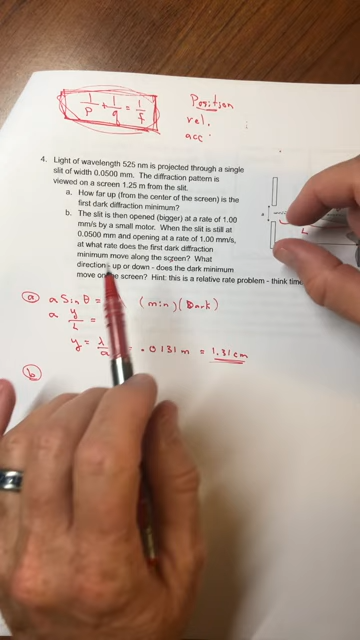 1/p + 1/q = 1/f
Position
vel.
acc.
4. Light of wavelength 525 nm is projected through a single
slit of width 0.0500 mm. The diffraction pattern is
viewed on a screen 1.25 m from the slit.
a. How far up (from the center of the screen) is the
first dark diffraction minimum?
b. The slit is then opened (bigger) at a rate of 1.00
mm/s by a small motor. When the slit is still at
0.0500 mm and opening at a rate of 1.00 mm/s,
at what rate does the first dark diffraction
minimum move along the screen? What
direction - up or down - does the dark minimum
move on the screen? Hint: this is a relative rate problem - think time
L
a a Sin θ = (min) (Dark)
a y/L =
y = λ = .0131 m = 1.31 cm
b